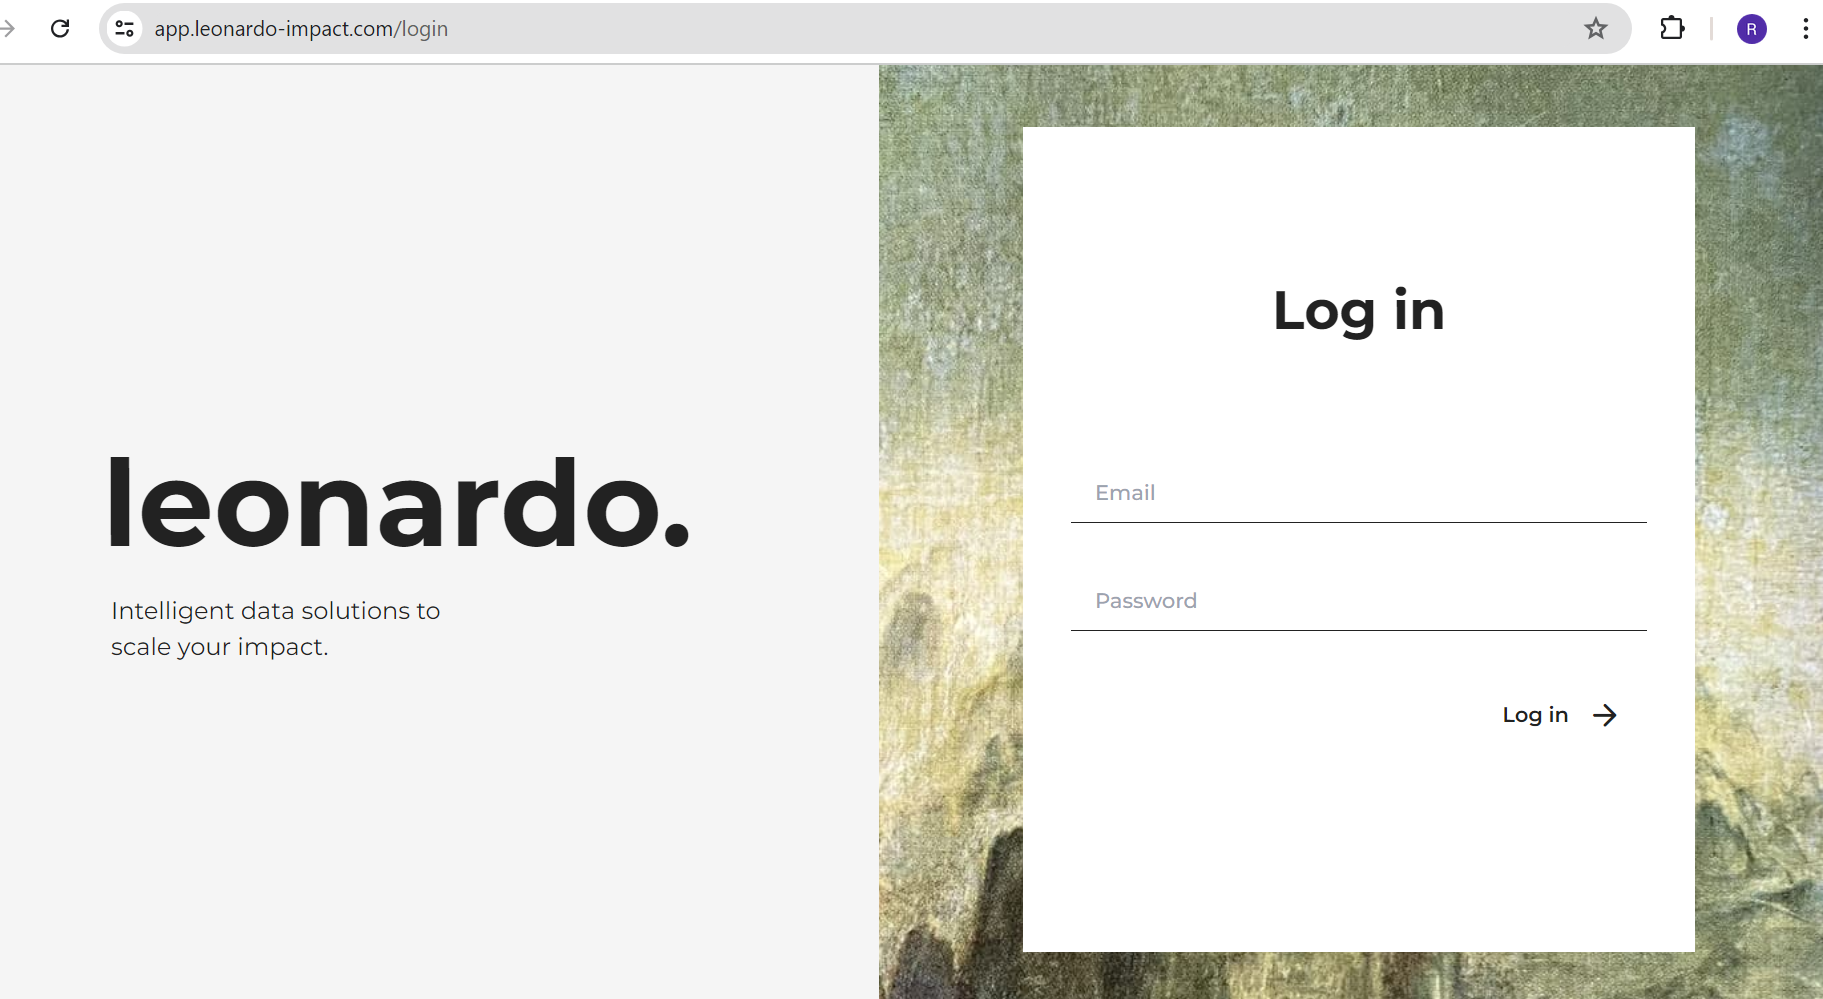 app.leonardo-impact.com/login
R
leonardo.
Intelligent data solutions to
scale your impact.
Log in
Email
Password
Log in